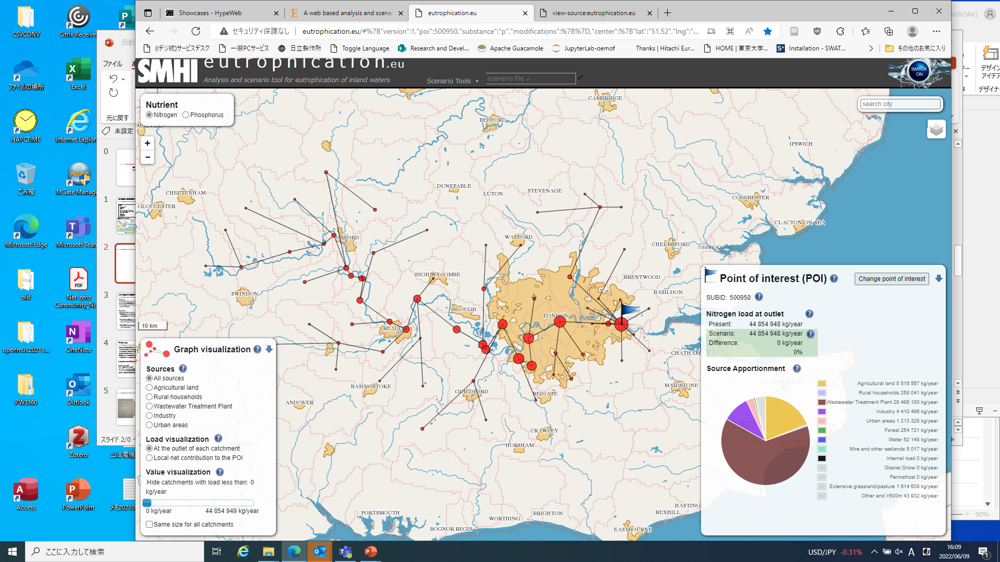 Showcases - HypeWeb
A web based analysis and scenar
eutrophication.eu
view-source:eutrophication.eu
HIROAKI
セキュリティ保護なし
eutrophication.eu/#%7B"version":1,"poi":500950,"substance":"p","modifications":%7B%7D,"center":%7B"lat":"51.52","lng":"...
(Iデジ統)サービスデスク
一般PCサービス
日立製作所
Toggle Language
Research and Devel...
Apache Guacamole
JupyterLab-oemof
Thanks | Hitachi Eur...
HOME | 東京大学...
Installation - SWAT...
その他のお気に入り
SMHI
eutrophication.eu
Analysis and scenario tool for eutrophication of inland waters
Scenario Tools
scenario file
SWITCH ON
Nutrient
Nitrogen
Phosphorus
+
−
search city
CAMBRIDGE
BEDFORD
MALVERN
IPSWICH
DUNSTABLE
STEVENAGE
LUTON
CHELTENHAM
GLOUCESTER
COLCHESTER
CLACTON-ON-SEA
OXFORD
WATFORD
CHELMSFORD
Atlantic Ocean
HIGH WYCOMBE
BRENTWOOD
SWINDON
BASILDON
SLOUGH
LONDON
READI
10 km
CHATHAM
BASINGSTOKE
GUILDFORD
REIGATE
MAIDSTONE
CANTERBURY
ANDOVER
CRAWLEY
HORSHAM
HASTING
PORTSMOUTH
BRIGHTON
BEXHILL
WORTHING
BOGNOR REGIS
EASTBOURNE
Graph visualization
Sources
All sources
Agricultural land
Rural households
Wastewater Treatment Plant
Industry
Urban areas
Load visualization
At the outlet of each catchment
Local net contribution to the POI
Value visualization
Hide catchments with load less than: 0
kg/year
0 kg/year
44 854 949 kg/year
Same size for all catchments
Point of interest (POI)
Change point of interest
SUBID: 500950
Nitrogen load at outlet
Present: 44 854 948 kg/year
Scenario: 44 854 948 kg/year
Difference: 0 kg/year
0%
Source Apportionment
Agricultural land 8 516 567 kg/year
Rural households 258 041 kg/year
Wastewater Treatment Plant 28 486 100 kg/year
Industry 4 410 486 kg/year
Urban areas 1 213 328 kg/year
Forest 254 721 kg/year
Water 52 148 kg/year
Mire and other wetlands 5 017 kg/year
Internal load 0 kg/year
Glacier,Snow 0 kg/year
Permafrost 0 kg/year
Extensive grassland/pasture 1 614 609 kg/year
Other and >500m 43 932 kg/year
CSVCONV
Citrix Receive
ファイルの場所
Excel
HAPCTIME
Internet Explor
ごみ箱
MGate Manag
Microsoft Edge
Microsoft Team
old
Net-zero
Community_Nc
openmuc20211...
OneNote
PW3360
Outlook
Zotero
Access
PowerPoint
山洋電機
自動
ファイル
元に戻す
未設定
0
1
2
3
4
5
スライド 2/0
デザイン
アイデア
デザイナー
90%
ここに入力して検索
USD/JPY -0.31%
A
16:09
2022/06/09
1